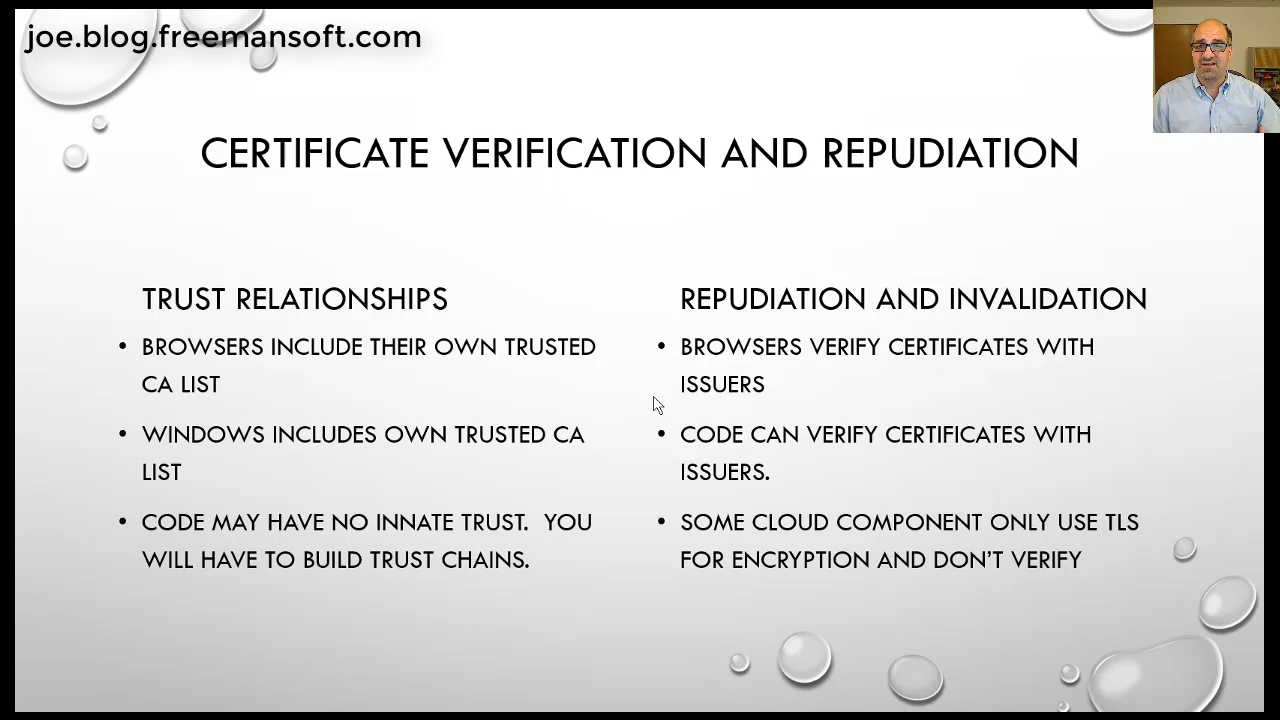 joe.blog.freemansoft.com
CERTIFICATE VERIFICATION AND REPUDIATION
TRUST RELATIONSHIPS
• BROWSERS INCLUDE THEIR OWN TRUSTED
CA LIST
• WINDOWS INCLUDES OWN TRUSTED CA
LIST
• CODE MAY HAVE NO INNATE TRUST. YOU
WILL HAVE TO BUILD TRUST CHAINS.
REPUDIATION AND INVALIDATION
• BROWSERS VERIFY CERTIFICATES WITH
ISSUERS
• CODE CAN VERIFY CERTIFICATES WITH
ISSUERS.
• SOME CLOUD COMPONENT ONLY USE TLS
FOR ENCRYPTION AND DON'T VERIFY